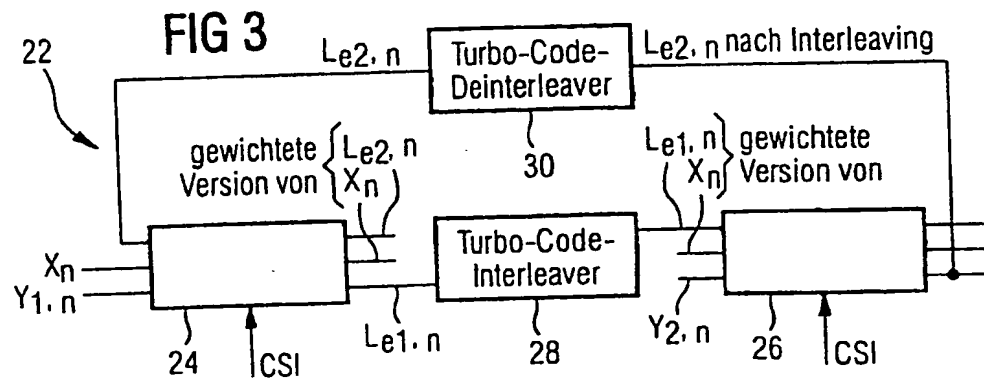 FIG 3
22
Le2, n
Turbo-Code-
Deinterleaver
Le2, n nach Interleaving
30
gewichtete
Version von
Le2, n
Xn
Le1, n
Xn
gewichtete
Version von
Xn
Y1, n
Turbo-Code-
Interleaver
24
CSI
Le1, n
28
Y2, n
26
CSI